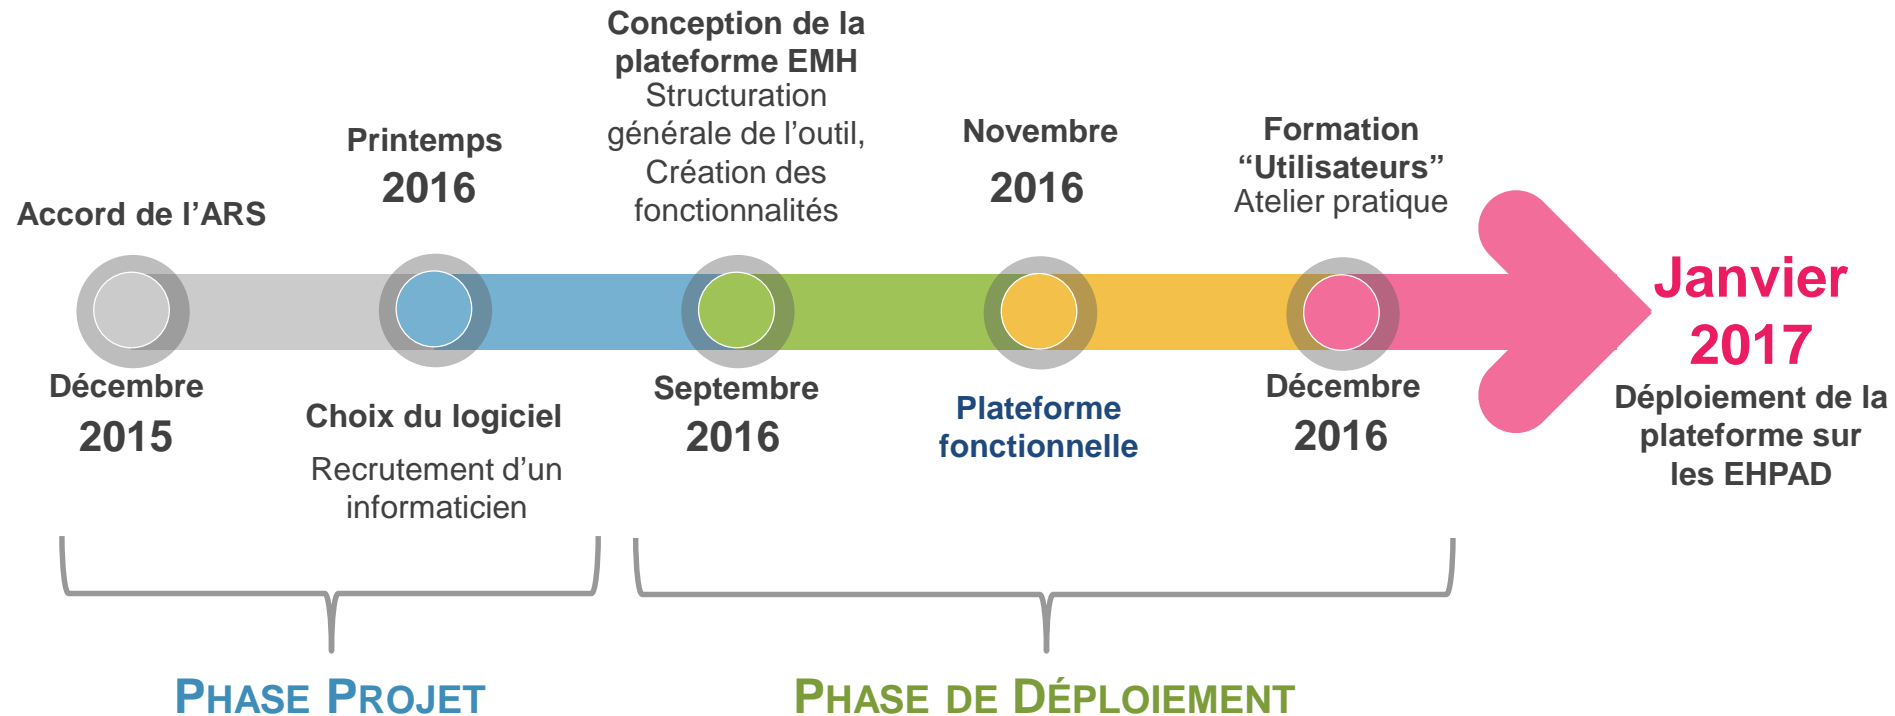 Accord de l’ARS
Décembre
2015
Printemps
2016
Choix du logiciel
Recrutement d’un
informaticien
Conception de la
plateforme EMH
Structuration
générale de l’outil,
Création des
fonctionnalités
Septembre
2016
Novembre
2016
Plateforme
fonctionnelle
Formation
“Utilisateurs”
Atelier pratique
Décembre
2016
Janvier
2017
Déploiement de la
plateforme sur
les EHPAD
PHASE PROJET
PHASE DE DÉPLOIEMENT